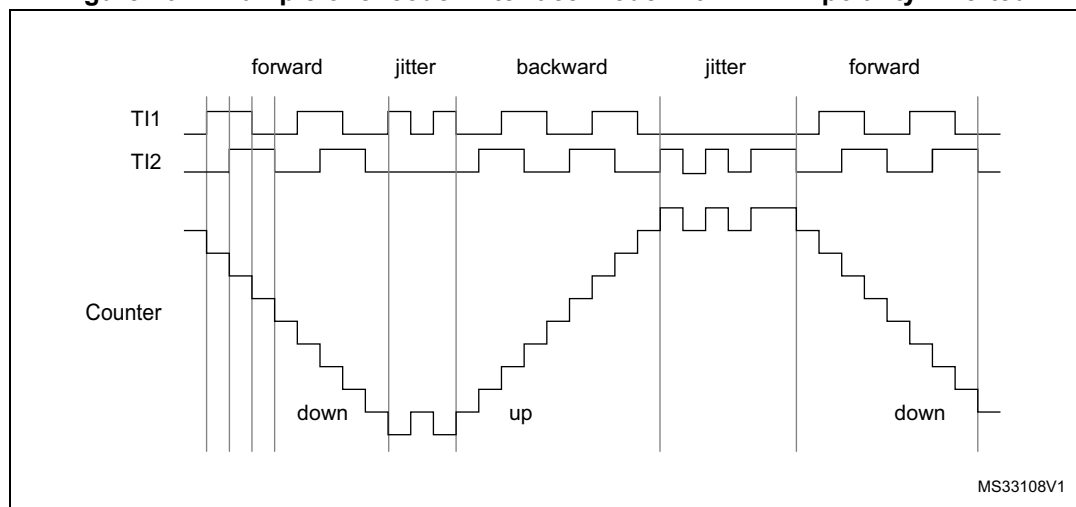 forward jitter backward jitter forward
TI1
TI2
Counter
down up down
MS33108V1